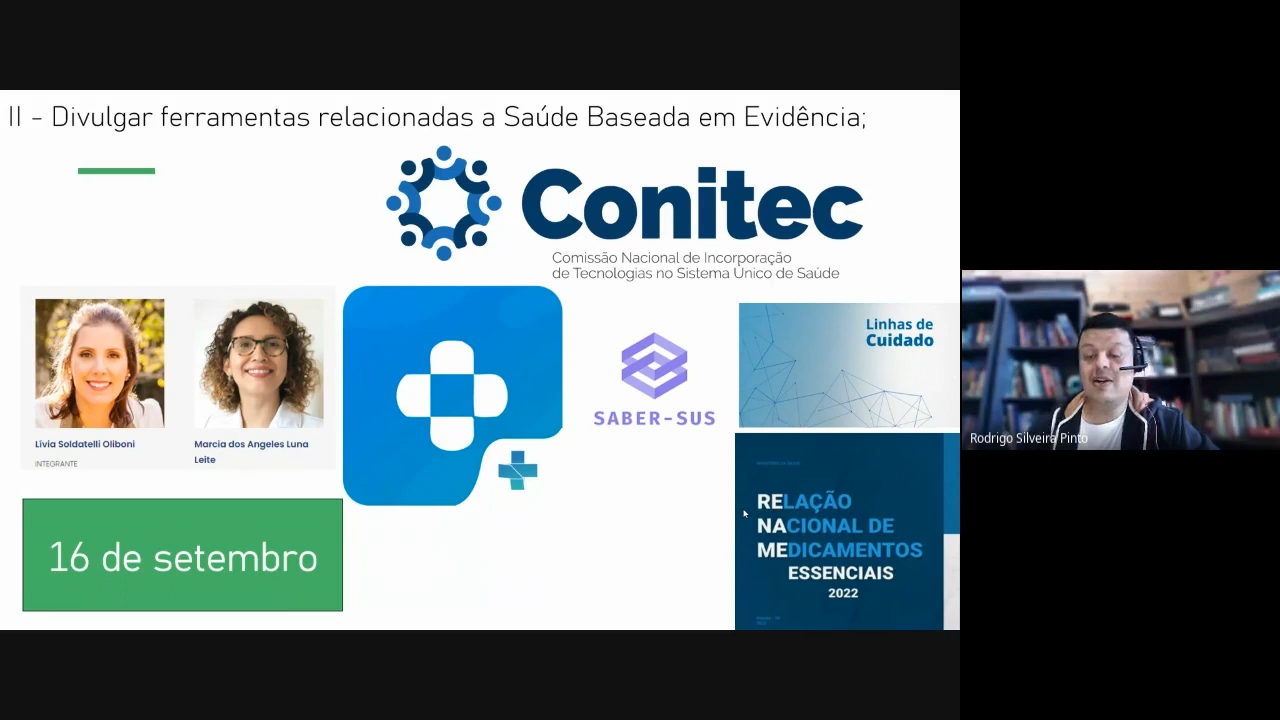 II - Divulgar ferramentas relacionadas a Saúde Baseada em Evidência;
Conitec
Comissão Nacional de Incorporação
de Tecnologias no Sistema Único de Saúde
Lívia Soldatelli Oliboni
INTEGRANTE
Marcia dos Angeles Luna
Leite
SABER-SUS
Linhas de
Cuidado
16 de setembro
RELAÇÃO
NACIONAL DE
MEDICAMENTOS
ESSENCIAIS
2022
Rodrigo Silveira Pinto